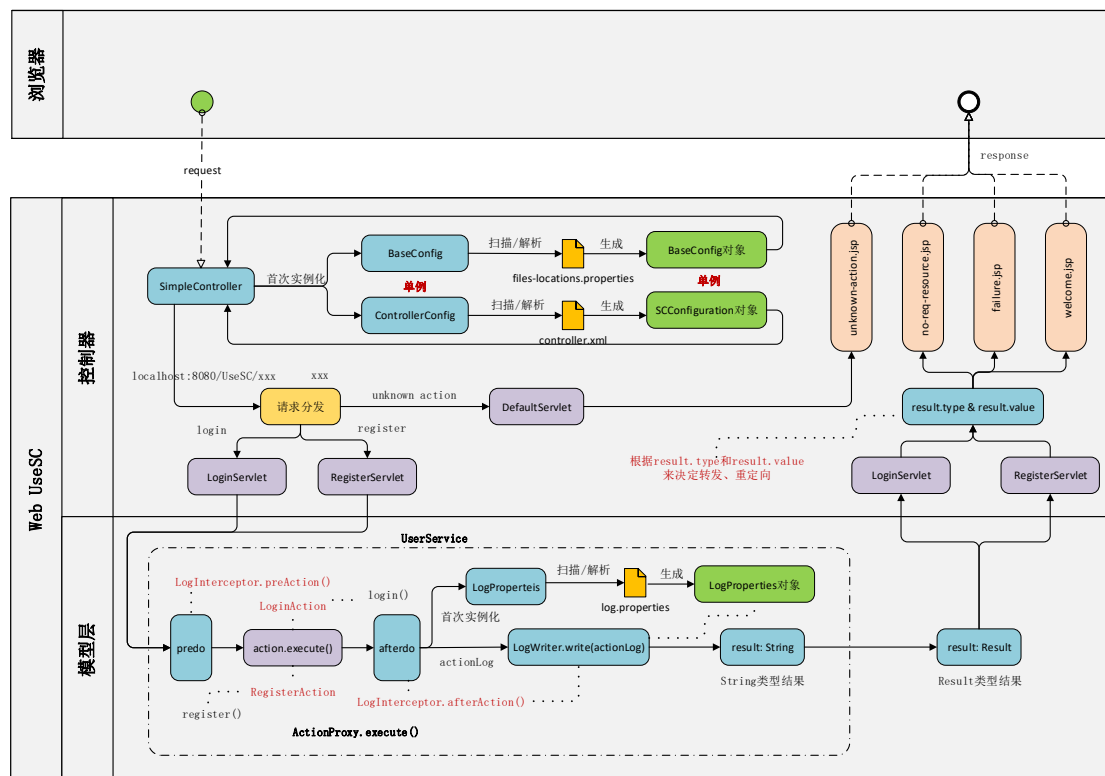 浏览器
request
response
Web UseSC
控制器
SimpleController
首次实例化
BaseConfig
扫描/解析
files-locations.properties
生成
BaseConfig对象
单例
单例
ControllerConfig
扫描/解析
controller.xml
生成
SCConfiguration对象
unknown-action.jsp
no-req-resource.jsp
failure.jsp
welcome.jsp
localhost:8080/UseSC/xxx
xxx
请求分发
unknown action
DefaultServlet
result.type & result.value
login
register
LoginServlet
RegisterServlet
根据result.type和result.value
来决定转发、重定向
LoginServlet
RegisterServlet
模型层
UserService
LogInterceptor.preAction()
LoginAction
login()
LogProperteis
扫描/解析
log.properties
生成
LogProperties对象
首次实例化
predo
action.execute()
afterdo
actionLog
LogWriter.write(actionLog)
result: String
String类型结果
result: Result
Result类型结果
RegisterAction
register()
LogInterceptor.afterAction()
ActionProxy.execute()